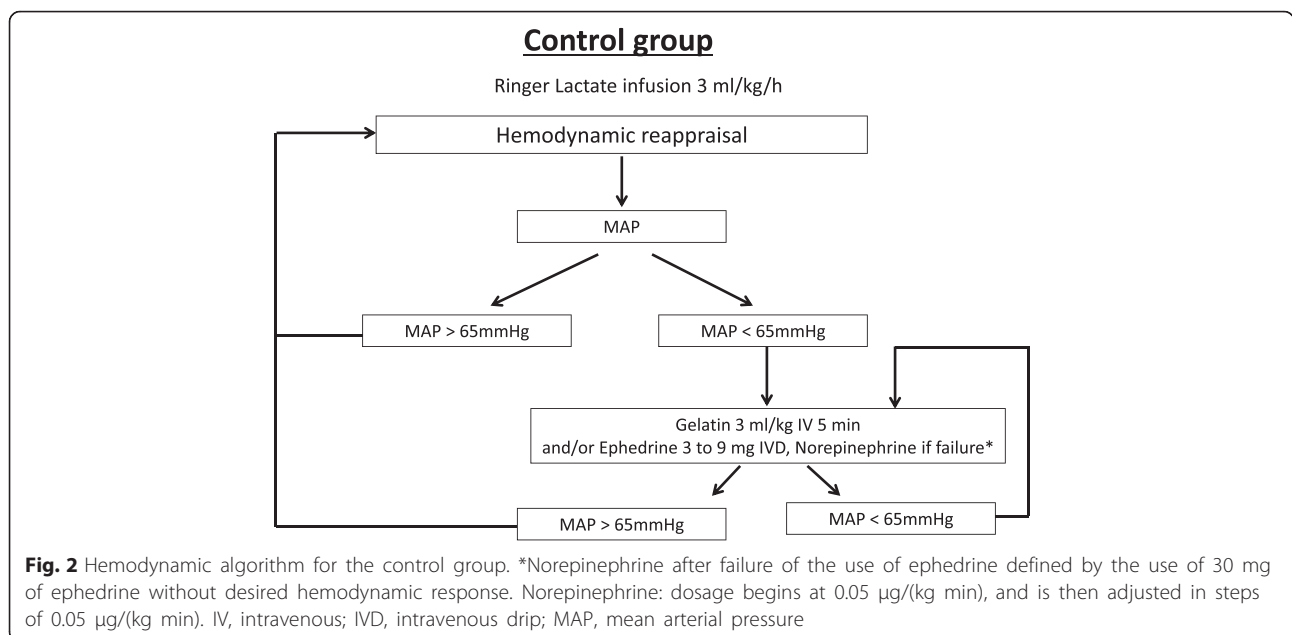 Control group
Ringer Lactate infusion 3 ml/kg/h
Hemodynamic reappraisal
MAP
MAP > 65mmHg
MAP < 65mmHg
Gelatin 3 ml/kg IV 5 min
and/or Ephedrine 3 to 9 mg IVD, Norepinephrine if failure*
MAP > 65mmHg
MAP < 65mmHg
Fig. 2 Hemodynamic algorithm for the control group. *Norepinephrine after failure of the use of ephedrine defined by the use of 30 mg
of ephedrine without desired hemodynamic response. Norepinephrine: dosage begins at 0.05 μg/(kg min), and is then adjusted in steps
of 0.05 μg/(kg min). IV, intravenous; IVD, intravenous drip; MAP, mean arterial pressure